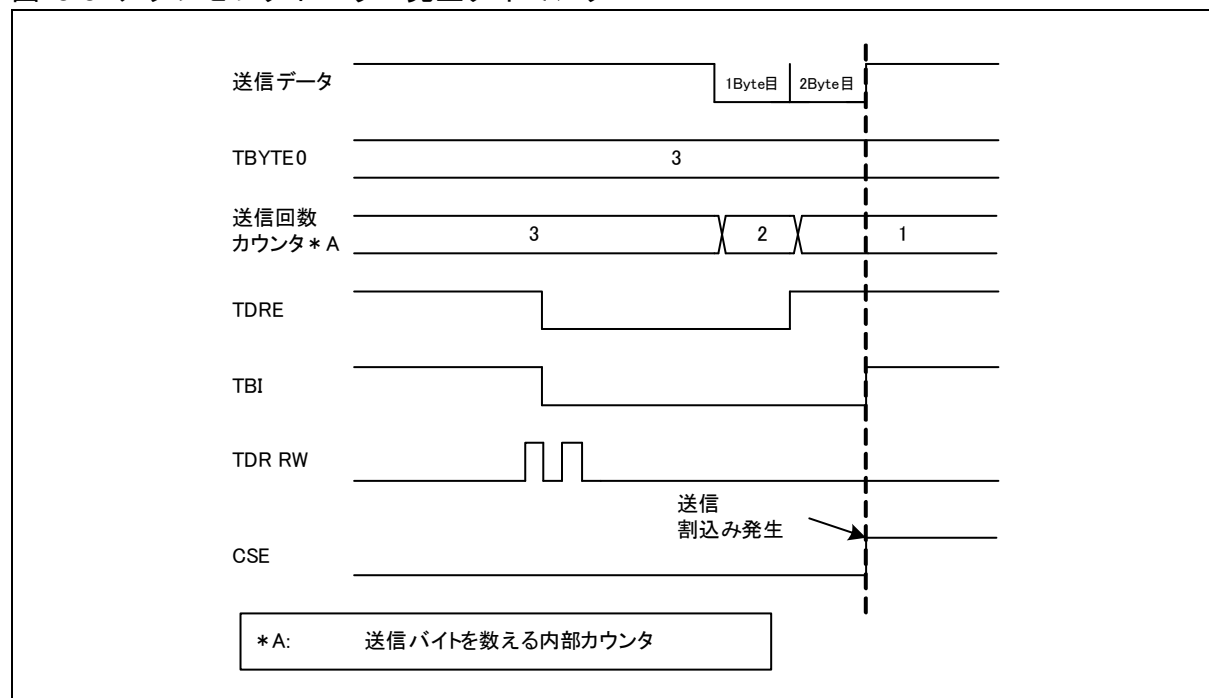 送信データ
1Byte目 2Byte目
TBYTE0
3
送信回数
カウンタ*A
3 2 1
TDRE
TBI
TDR RW
送信
割込み発生
CSE
*A: 送信バイトを数える内部カウンタ